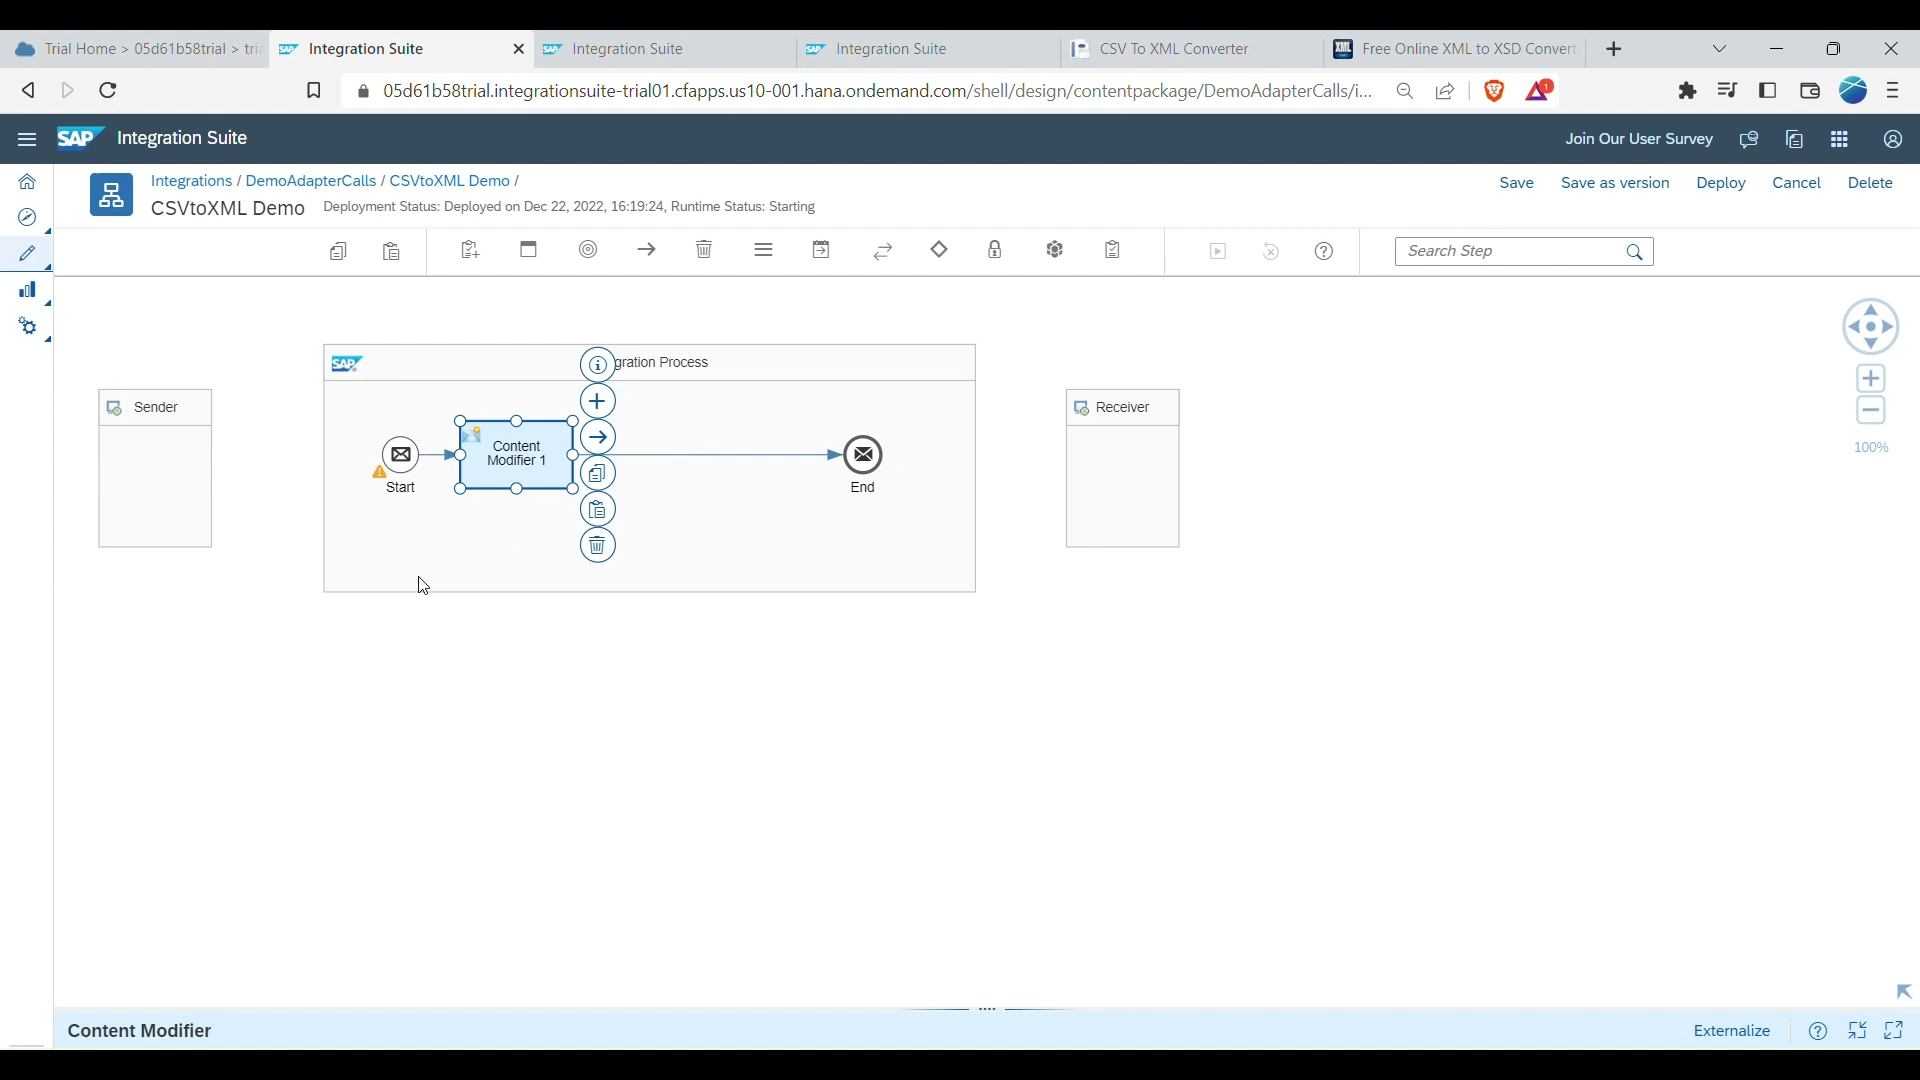 Trial Home > 05d61b58trial > tri
Integration Suite
Integration Suite
Integration Suite
CSV To XML Converter
Free Online XML to XSD Convert
05d61b58trial.integrationsuite-trial01.cfapps.us10-001.hana.ondemand.com/shell/design/contentpackage/DemoAdapterCalls/i...
1
SAP Integration Suite
Join Our User Survey
Integrations / DemoAdapterCalls / CSVtoXML Demo /
CSVtoXML Demo
Deployment Status: Deployed on Dec 22, 2022, 16:19:24, Runtime Status: Starting
Save
Save as version
Deploy
Cancel
Delete
Search Step
SAP
gration Process
Sender
Content
Modifier 1
Start
End
Receiver
100%
Content Modifier
Externalize